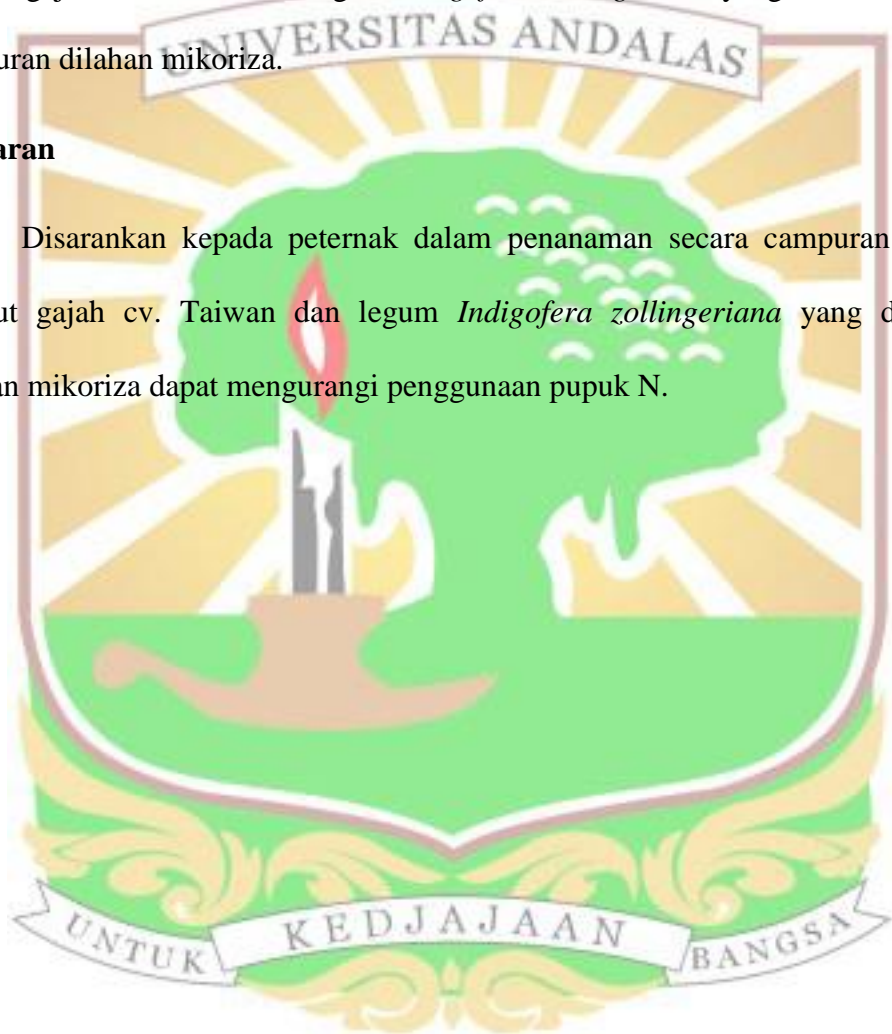 UNIVERSITAS ANDALAS
uran dilahan mikoriza.
aran
Disarankan kepada peternak dalam penanaman secara campuran
ut gajah cv. Taiwan dan legum Indigofera zollingeriana yang d
an mikoriza dapat mengurangi penggunaan pupuk N.
UNTUK KEDJAJAAN BANGSA